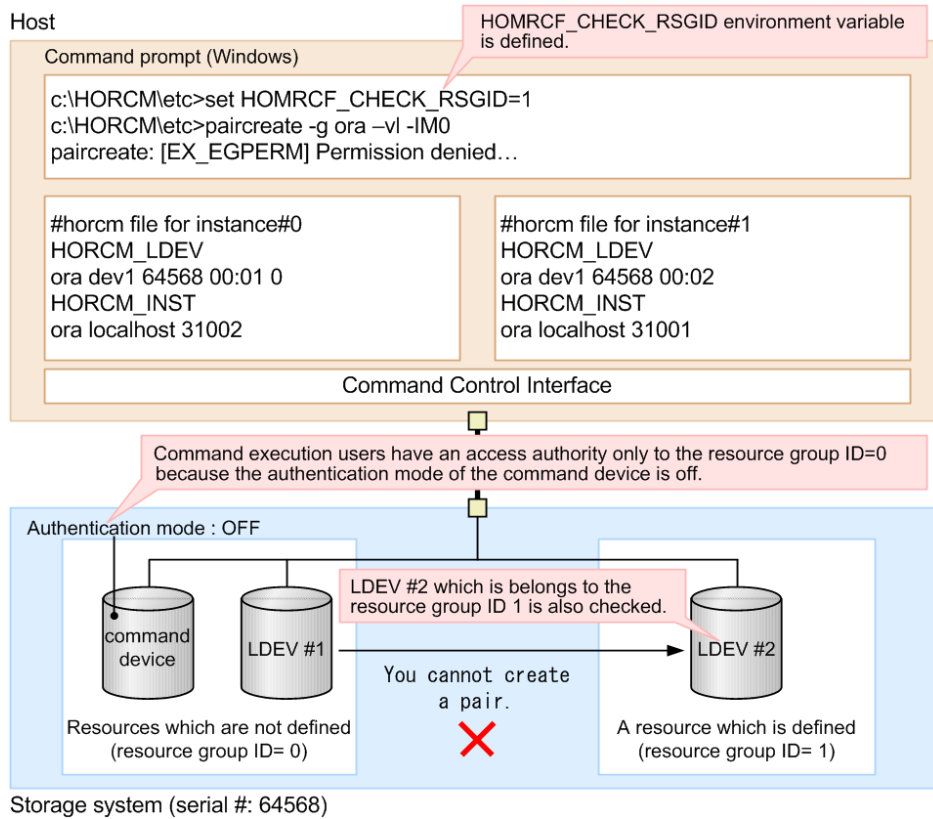 Host
HOMRCF_CHECK_RSGID environment variable
is defined.
Command prompt (Windows)
c:\HORCM\etc>set HOMRCF_CHECK_RSGID=1
c:\HORCM\etc>paircreate -g ora –vl -IM0
paircreate: [EX_EGPERM] Permission denied…
#horcm file for instance#0
HORCM_LDEV
ora dev1 64568 00:01 0
HORCM_INST
ora localhost 31002
#horcm file for instance#1
HORCM_LDEV
ora dev1 64568 00:02
HORCM_INST
ora localhost 31001
Command Control Interface
Command execution users have an access authority only to the resource group ID=0
because the authentication mode of the command device is off.
Authentication mode : OFF
LDEV #2 which is belongs to the
resource group ID 1 is also checked.
command
device
LDEV #1
LDEV #2
You cannot create
a pair.
Resources which are not defined
(resource group ID= 0)
A resource which is defined
(resource group ID= 1)
Storage system (serial #: 64568)